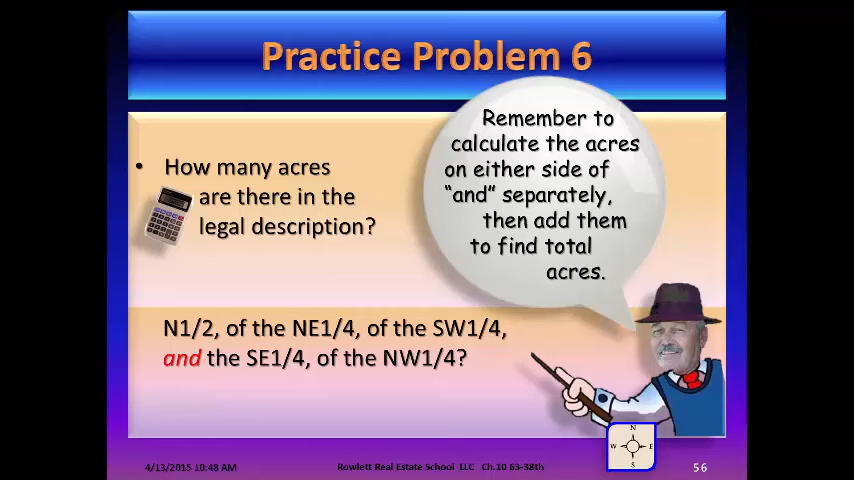 Practice Problem 6
Remember to
calculate the acres
on either side of
“and” separately,
then add them
to find total
acres.
• How many acres
are there in the
legal description?
N1/2, of the NE1/4, of the SW1/4,
and the SE1/4, of the NW1/4?
N
W E
S
4/13/2015 10:48 AM
Rowlett Real Estate School LLC Ch.10 63-38th
56